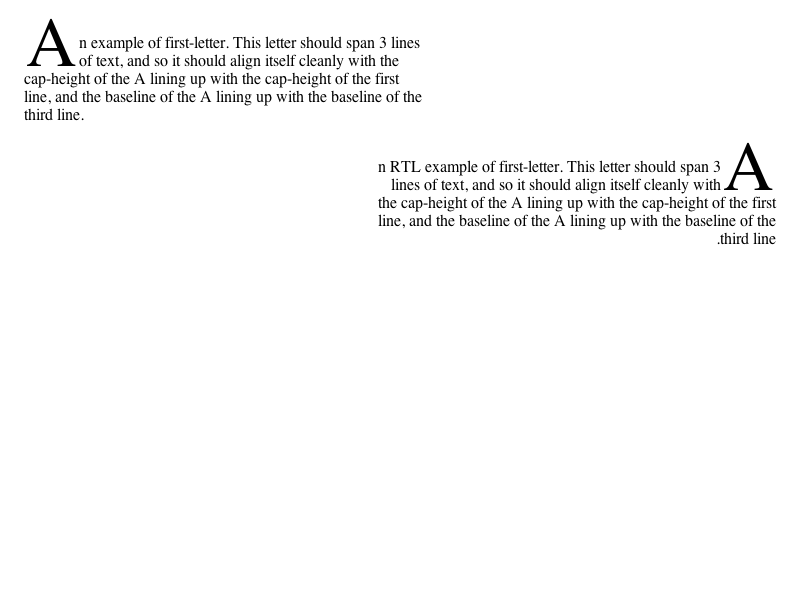 An example of first-letter. This letter should span 3 lines
of text, and so it should align itself cleanly with the
cap-height of the A lining up with the cap-height of the first
line, and the baseline of the A lining up with the baseline of the
third line.
An RTL example of first-letter. This letter should span 3
lines of text, and so it should align itself cleanly with
the cap-height of the A lining up with the cap-height of the first
line, and the baseline of the A lining up with the baseline of the
.third line